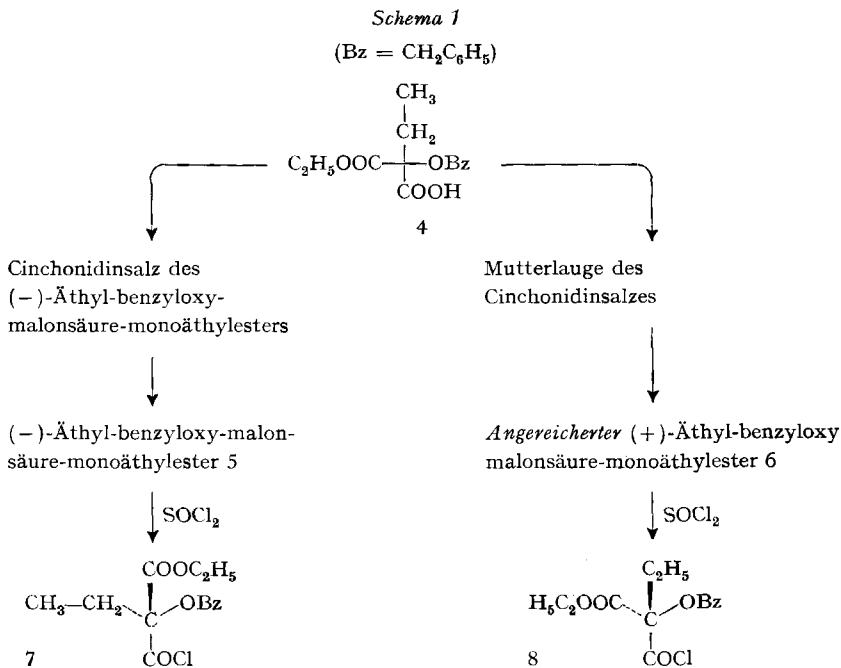 Schema 1
(Bz = CH₂C₆H₅)
CH₃
CH₂
C₂H₅OOC—OBz
COOH
4
Cinchonidinsalz des
(−)-Äthyl-benzyloxy-
malonsäure-monoäthylesters
Mutterlauge des
Cinchonidinsalzes
(−)-Äthyl-benzyloxy-malon-
säure-monoäthylester 5
Angereicherter (+)-Äthyl-benzyloxy
malonsäure-monoäthylester 6
SOCl₂
SOCl₂
COOC₂H₅
CH₃—CH₂ C OBz
COCl
7
C₂H₅
H₅C₂OOC C OBz
COCl
8